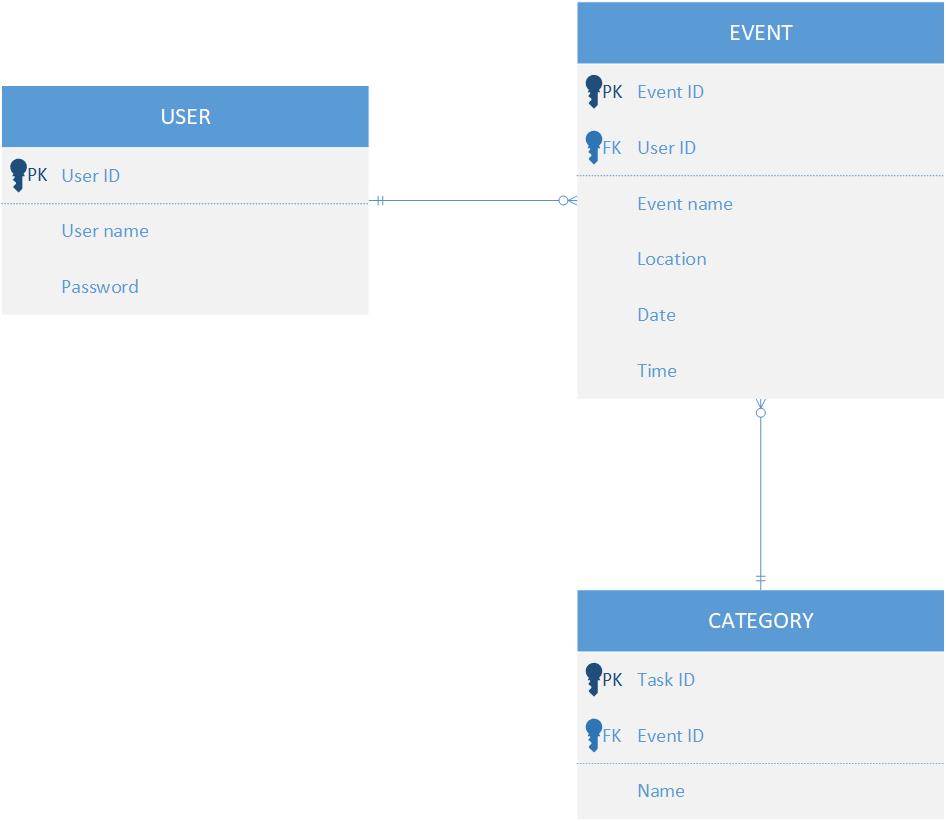 USER
PK User ID
User name
Password
EVENT
PK Event ID
FK User ID
Event name
Location
Date
Time
CATEGORY
PK Task ID
FK Event ID
Name